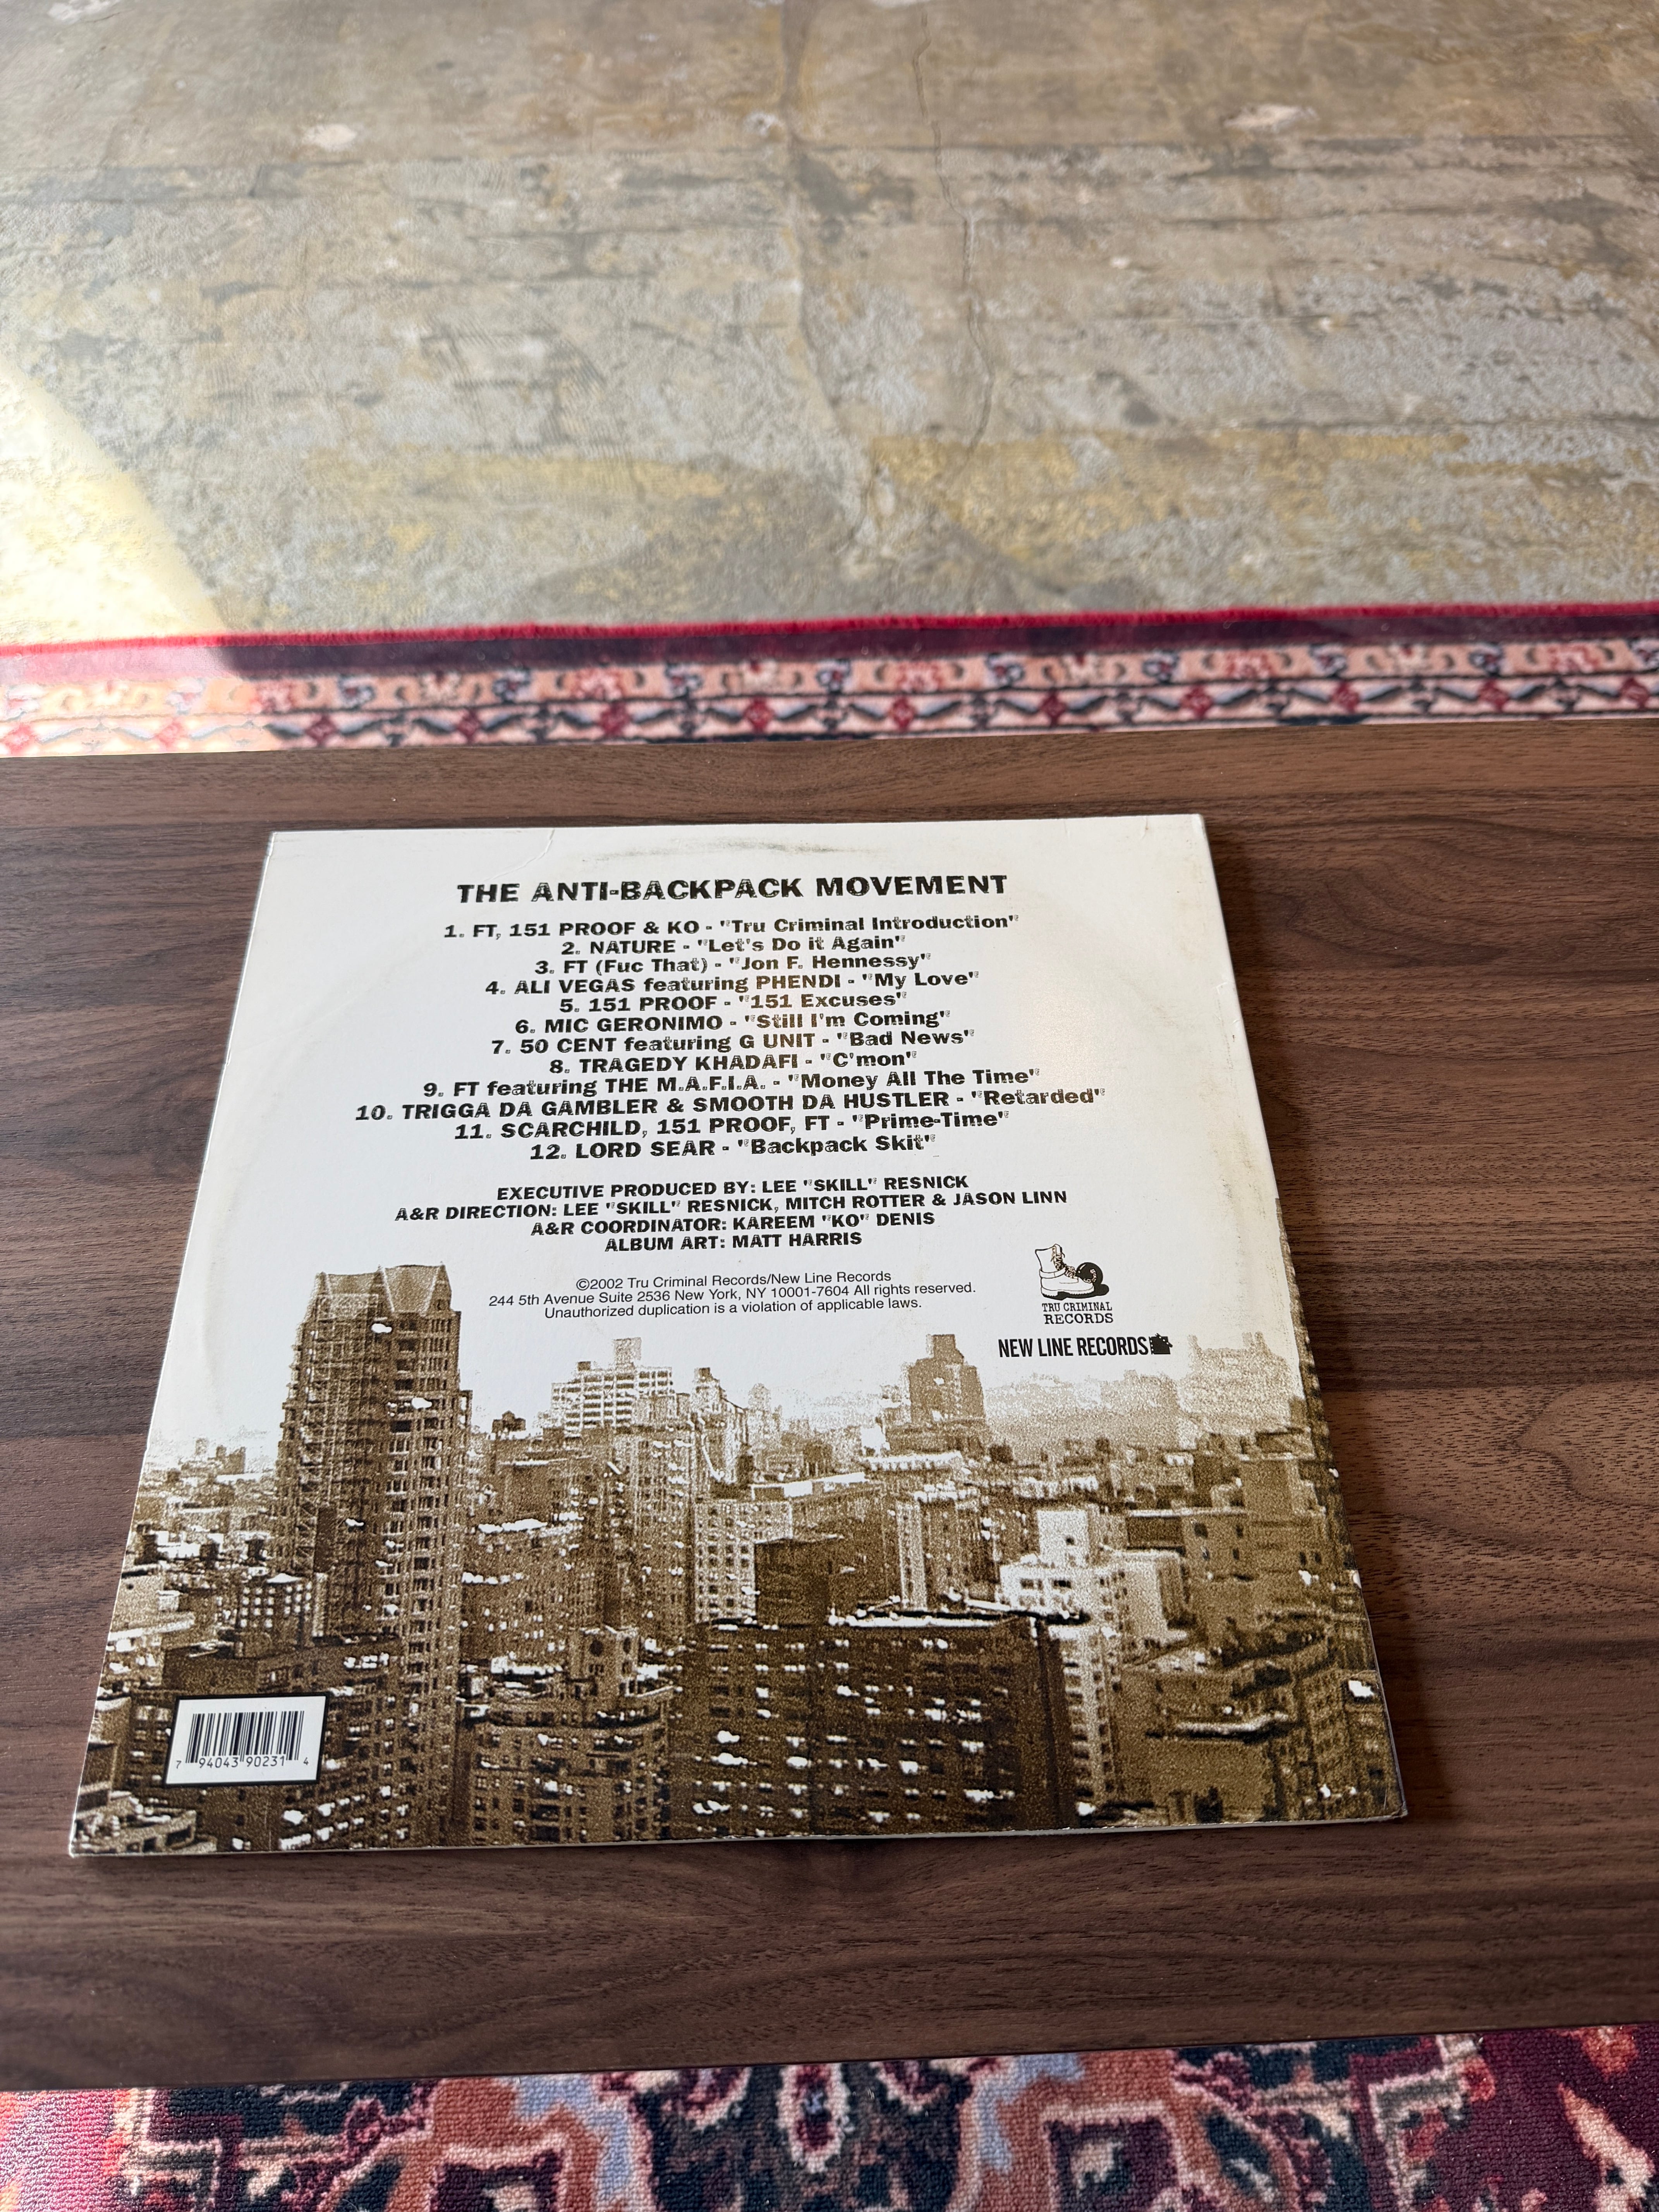 THE ANTI-BACKPACK MOVEMENT
1. FT, 151 PROOF & KO - "Tru Criminal Introduction"
2. NATURE - "Let's Do it Again"
3. FT (Fuc That) - "Jon F. Hennessy"
4. ALI VEGAS featuring PHENDI - "My Love"
5. 151 PROOF - "151 Excuses"
6. MIC GERONIMO - "Still I'm Coming"
7. 50 CENT featuring G UNIT - "Bad News"
8. TRAGEDY KHADAFI - "C'mon"
9. FT featuring THE M.A.F.I.A. - "Money All The Time"
10. TRIGGA DA GAMBLER & SMOOTH DA HUSTLER - "Retarded"
11. SCARCHILD, 151 PROOF, FT - "Prime-Time"
12. LORD SEAR - "Backpack Skit"
EXECUTIVE PRODUCED BY: LEE "SKILL" RESNICK
A&R DIRECTION: LEE "SKILL" RESNICK, MITCH ROTTER & JASON LINN
A&R COORDINATOR: KAREEM "KO" DENIS
ALBUM ART: MATT HARRIS
©2002 Tru Criminal Records/New Line Records
244 5th Avenue Suite 2536 New York, NY 10001-7604 All rights reserved.
Unauthorized duplication is a violation of applicable laws.
TRU CRIMINAL
RECORDS
NEW LINE RECORDS
7 94043 90231 4